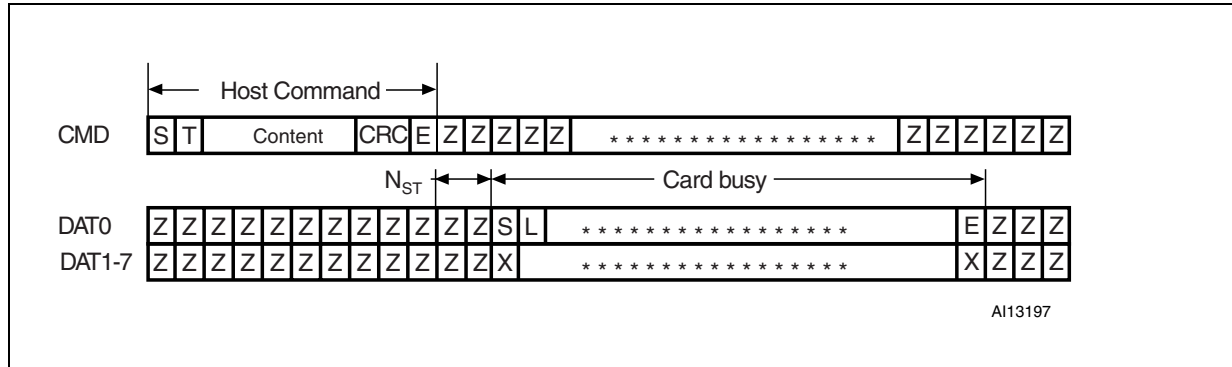 Host Command
CMD S T Content CRC E Z Z Z Z Z * * * * * * * * * * * * * * * * * Z Z Z Z Z Z
NST Card busy
DAT0 Z Z Z Z Z Z Z Z Z Z Z Z Z S L * * * * * * * * * * * * * * * * * E Z Z Z
DAT1-7 Z Z Z Z Z Z Z Z Z Z Z Z Z X * * * * * * * * * * * * * * * * * X Z Z Z
AI13197